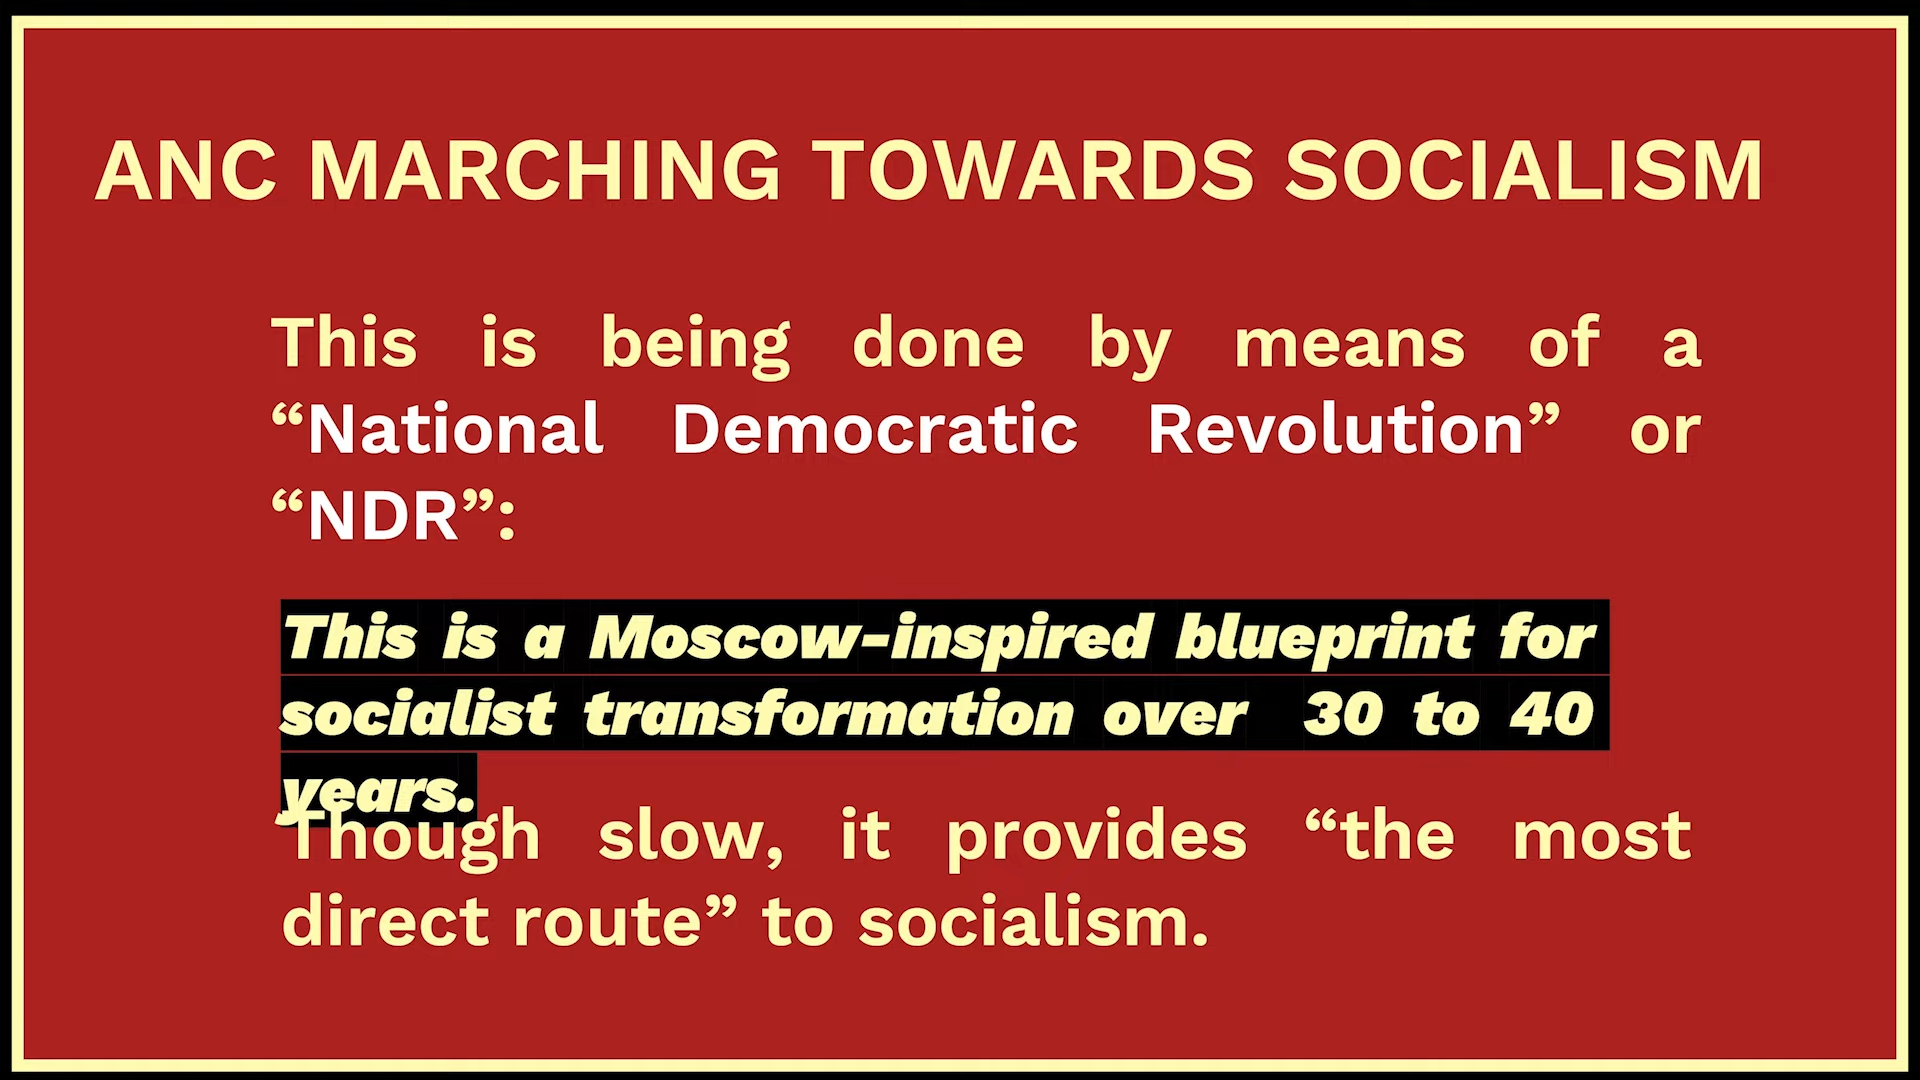 ANC MARCHING TOWARDS SOCIALISM
This is being done by means of a
“National Democratic Revolution” or
“NDR”:
This is a Moscow-inspired blueprint for
socialist transformation over 30 to 40
years.
Though slow, it provides “the most
direct route” to socialism.